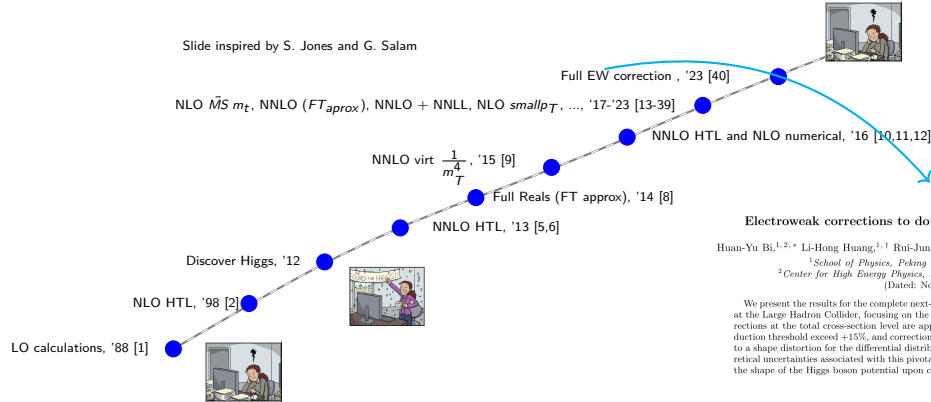 Slide inspired by S. Jones and G. Salam
Full EW correction , '23 [40]
NLO M̄S m_t, NNLO (FT_aprox), NNLO + NNLL, NLO smallp_T, ..., '17-'23 [13-39]
NNLO HTL and NLO numerical, '16 [10,11,12]
NNLO virt 1/m_T^4, '15 [9]
Full Reals (FT approx), '14 [8]
NNLO HTL, '13 [5,6]
Discover Higgs, '12
NLO HTL, '98 [2]
LO calculations, '88 [1]
Electroweak corrections to do
Huan-Yu Bi,1, 2, ∗ Li-Hong Huang,1, † Rui-Jun
1School of Physics, Peking
2Center for High Energy Physics,
(Dated: No
We present the results for the complete next-
at the Large Hadron Collider, focusing on the
rections at the total cross-section level are app
duction threshold exceed +15%, and correction
to a shape distortion for the differential distrib
retical uncertainties associated with this pivota
the shape of the Higgs boson potential upon c